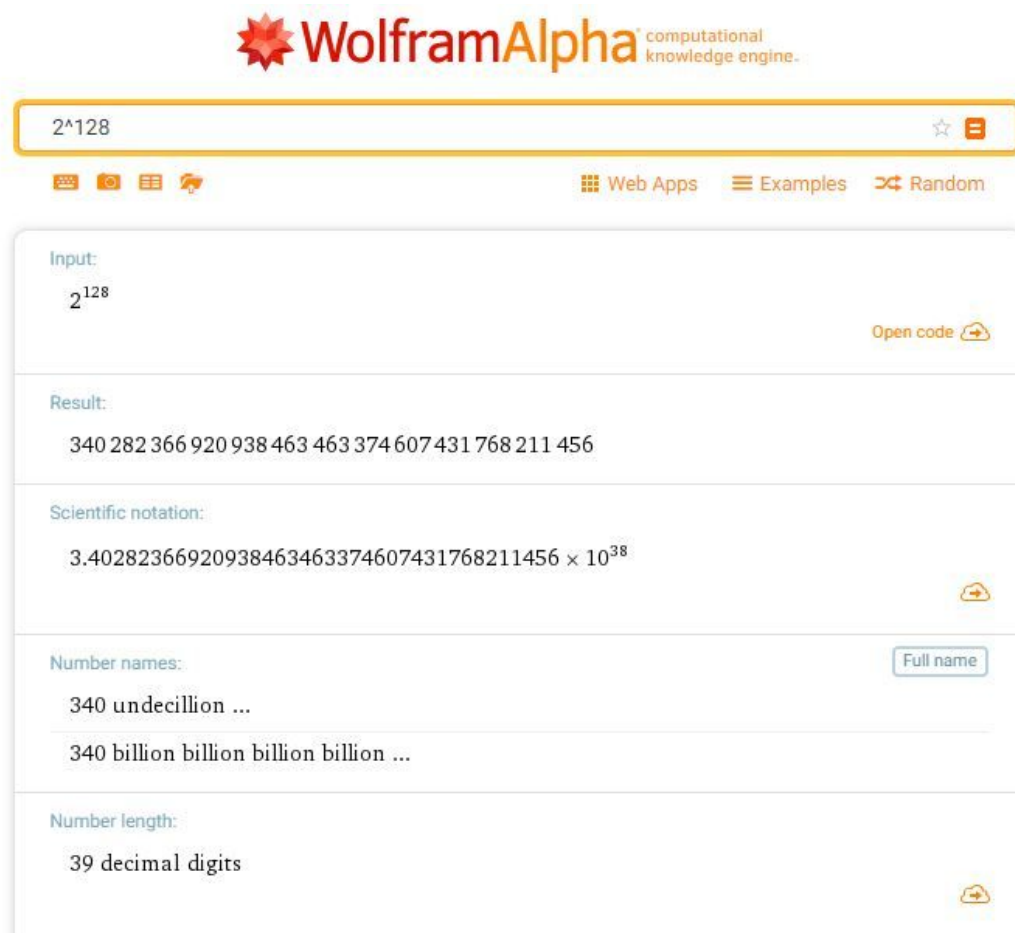 WolframAlpha computational
knowledge engine.
2^128
Web Apps Examples Random
Input:
2^128
Open code
Result:
340 282 366 920 938 463 463 374 607 431 768 211 456
Scientific notation:
3.40282366920938463463374607431768211456 × 10^38
Number names:
Full name
340 undecillion ...
340 billion billion billion billion ...
Number length:
39 decimal digits